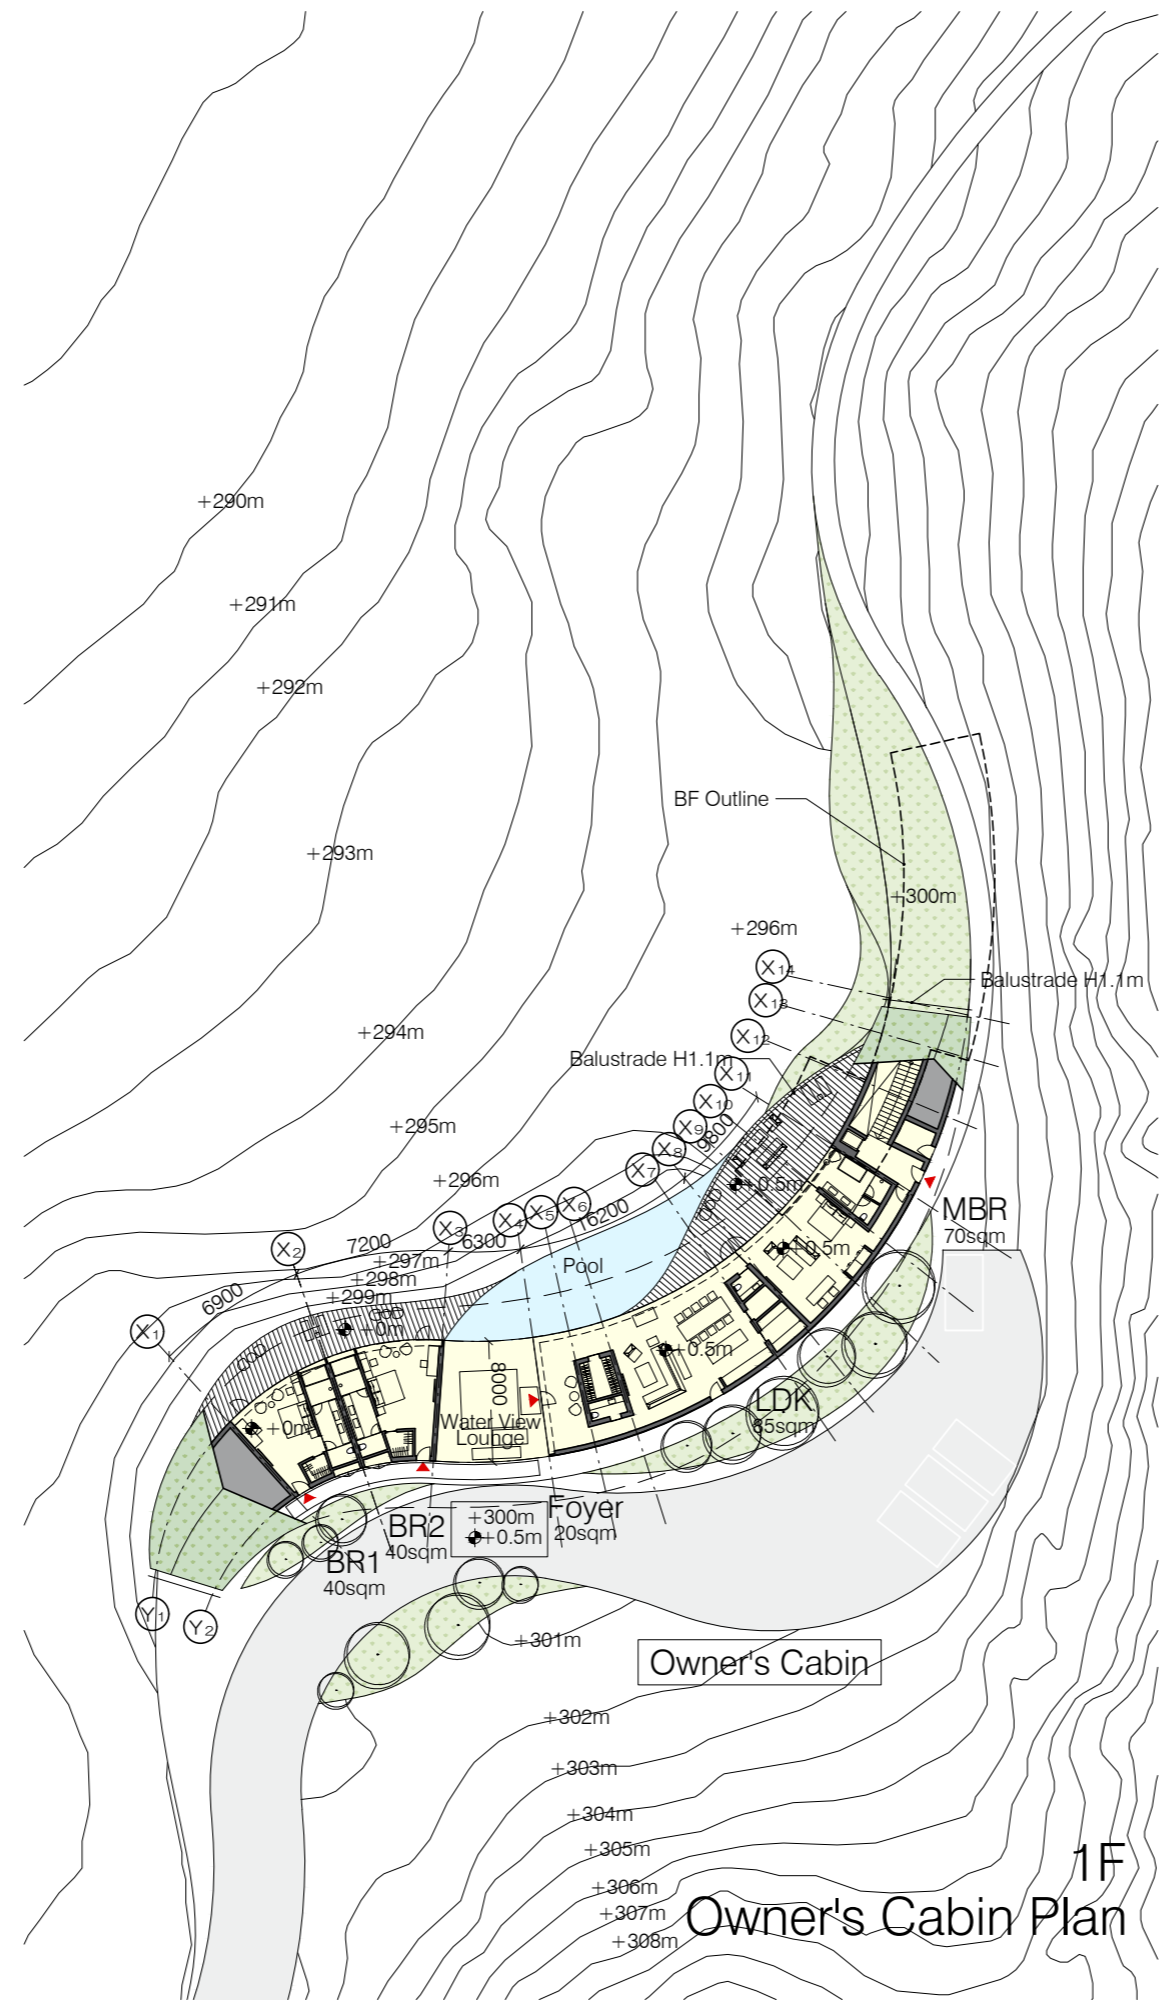 +290m
+291m
+292m
BF Outline
+293m
+300m
+296m
X14
Balustrade H1.1m
X13
+294m
X12
Balustrade H1.1m
X11
X10
+295m
X9
9800
X8
X7
+296m
+0.5m
X6
X5
X4
X3
16200
MBR
70sqm
X2
7200
6300
+0.5m
+297m
Pool
+298m
6900
+299m
+0m
X1
+0.5m
8000
LDK
85sqm
Water View
Lounge
+0m
Foyer
20sqm
+300m
+0.5m
BR2
40sqm
BR1
40sqm
Y1
Y2
+301m
Owner's Cabin
+302m
+303m
+304m
+305m
+306m
+307m
+308m
1F
Owner's Cabin Plan